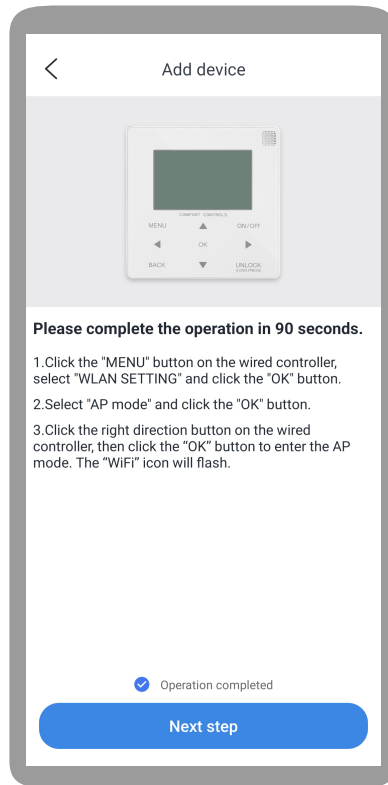 Add device
COMFORT CONTROLS
MENU
ON/OFF
OK
BACK
UNLOCK
(LONG PRESS)
Please complete the operation in 90 seconds.
1.Click the "MENU" button on the wired controller,
select "WLAN SETTING" and click the "OK" button.
2.Select "AP mode" and click the "OK" button.
3.Click the right direction button on the wired
controller, then click the “OK” button to enter the AP
mode. The “WiFi” icon will flash.
Operation completed
Next step